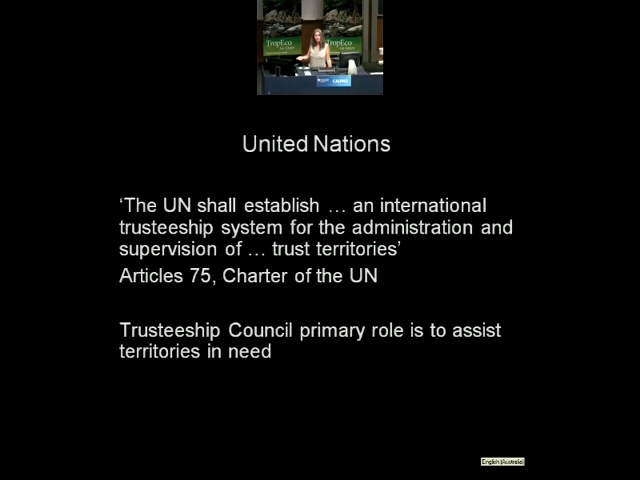 TropEco
TropEco
CAIRNS
United Nations
‘The UN shall establish … an international
trusteeship system for the administration and
supervision of … trust territories’
Articles 75, Charter of the UN
Trusteeship Council primary role is to assist
territories in need
English (Australia)